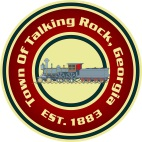 Town Of Talking Rock, Georgia
EST. 1883